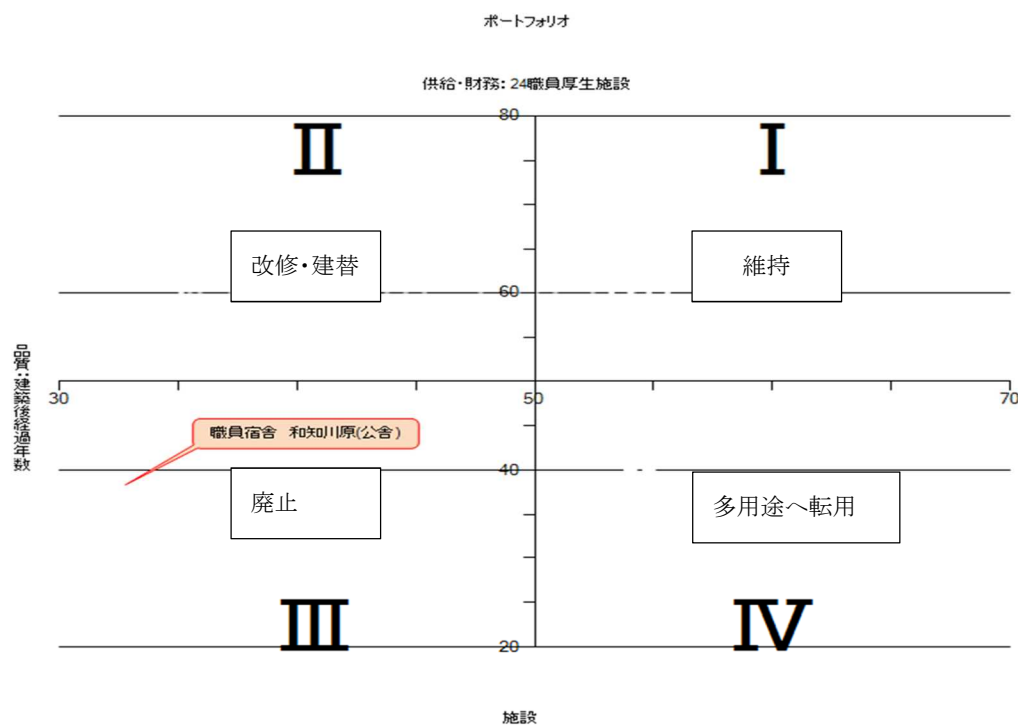 ポートフォリオ
供給・財務: 24職員厚生施設
80
Ⅱ
Ⅰ
改修・建替
維持
60
品質:建築後経過年数
30
50
70
職員宿舎 和知川原(公舎)
40
廃止
多用途へ転用
Ⅲ
Ⅳ
20
施設